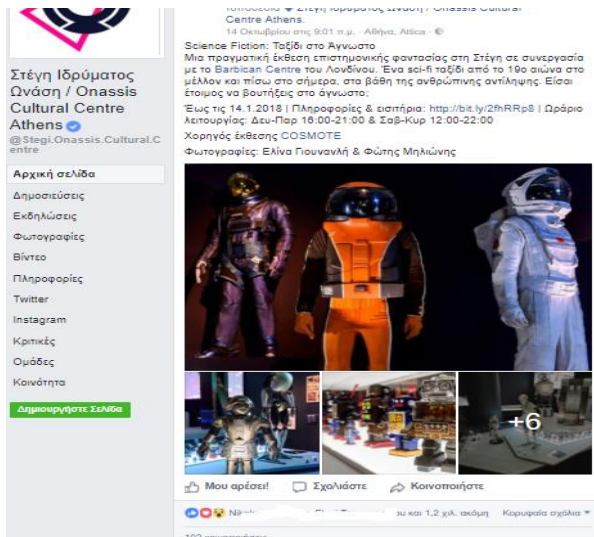 Στέγη Ιδρύματος
Ωνάση / Onassis
Cultural Centre
Athens
@Stegi.Onassis.Cultural.C
entre
Αρχική σελίδα
Δημοσιεύσεις
Εκδηλώσεις
Φωτογραφίες
Βίντεο
Πληροφορίες
Twitter
Instagram
Κριτικές
Ομάδες
Κοινότητα
Δημιουργήστε Σελίδα
Στέγη Ιδρύματος Ωνάση / Onassis Cultural
Centre Athens.
14 Οκτωβρίου στις 9:01 π.μ. · Αθήνα, Attica ·
Science Fiction: Ταξίδι στο Άγνωστο
Μια πραγματική έκθεση επιστημονικής φαντασίας στη Στέγη σε συνεργασία
με το Barbican Centre του Λονδίνου. Ένα sci-fi ταξίδι από το 19ο αιώνα στο
μέλλον και πίσω στο σήμερα, στα βάθη της ανθρώπινης αντίληψης. Είσαι
έτοιμος να βουτήξεις στο άγνωστο;
Έως τις 14.1.2018 | Πληροφορίες & εισιτήρια: http://bit.ly/2fhRRp8 | Ωράριο
λειτουργίας: Δευ-Παρ 16:00-21:00 & Σαβ-Κυρ 12:00-22:00
Χορηγός έκθεσης COSMOTE
Φωτογραφίες: Ελίνα Γιουνανλή & Φώτης Μηλιώνης
+6
Μου αρέσει! Σχολιάστε Κοινοποιήστε
και 1,2 χιλ. ακόμη Κορυφαία σχόλια